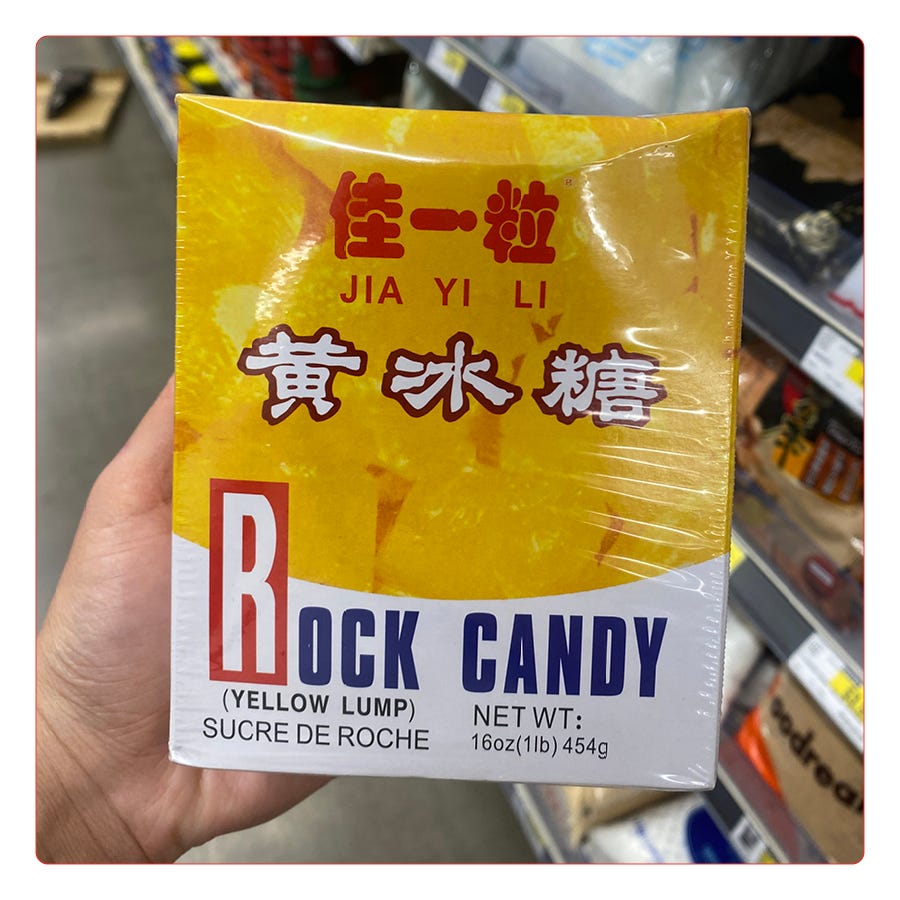 佳一粒®
JIA YI LI
黄冰糖
ROCK CANDY
(YELLOW LUMP)
SUCRE DE ROCHE
NET WT:
16oz(1lb) 454g